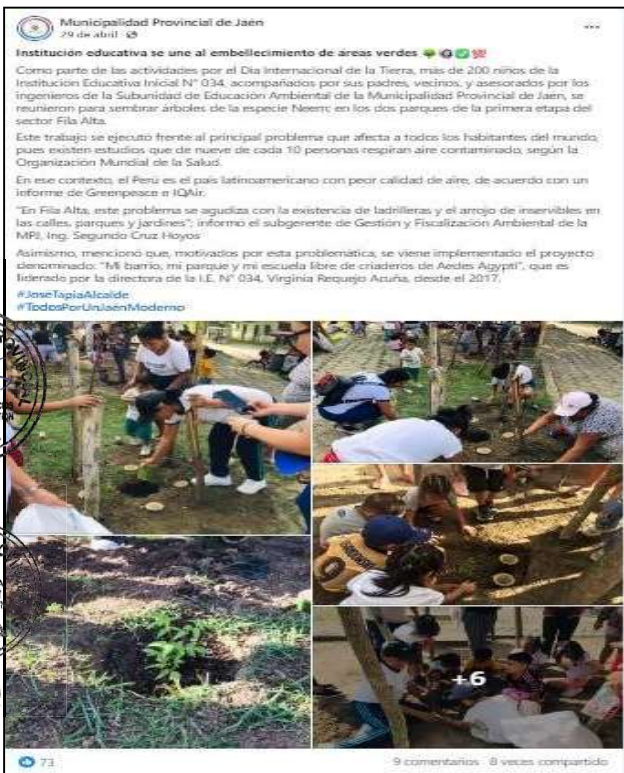 Municipalidad Provincial de Jaén
29 de abril ·
Institución educativa se une al embellecimiento de áreas verdes 🌳🌎✅💯
Como parte de las actividades por el Día Internacional de la Tierra, más de 200 niños de la
Institución Educativa Inicial N° 034, acompañados por sus padres, vecinos, y asesorados por los
ingenieros de la Subunidad de Educación Ambiental de la Municipalidad Provincial de Jaén, se
reunieron para sembrar árboles de la especie Neem; en los dos parques de la primera etapa del
sector Fila Alta.
Este trabajo se ejecutó frente al principal problema que afecta a todos los habitantes del mundo,
pues existen estudios que de nueve de cada 10 personas respiran aire contaminado, según la
Organización Mundial de la Salud.
En ese contexto, el Perú es el país latinoamericano con peor calidad de aire, de acuerdo con un
informe de Greenpeace e IQAir.
"En Fila Alta, este problema se agudiza con la existencia de ladrilleras y el arrojo de inservibles en
las calles, parques y jardines"; informó el subgerente de Gestión y Fiscalización Ambiental de la
MPJ, Ing. Segundo Cruz Hoyos
Asimismo, mencionó que, motivados por esta problemática, se viene implementado el proyecto
denominado: "Mi barrio, mi parque y mi escuela libre de criaderos de Aedes Agypti", que es
liderado por la directora de la I.E. N° 034, Virginia Requejo Acuña, desde el 2017.
#JoséTapiaAlcalde
#TodosPorUnJaénModerno
+6
73
9 comentarios 8 veces compartido